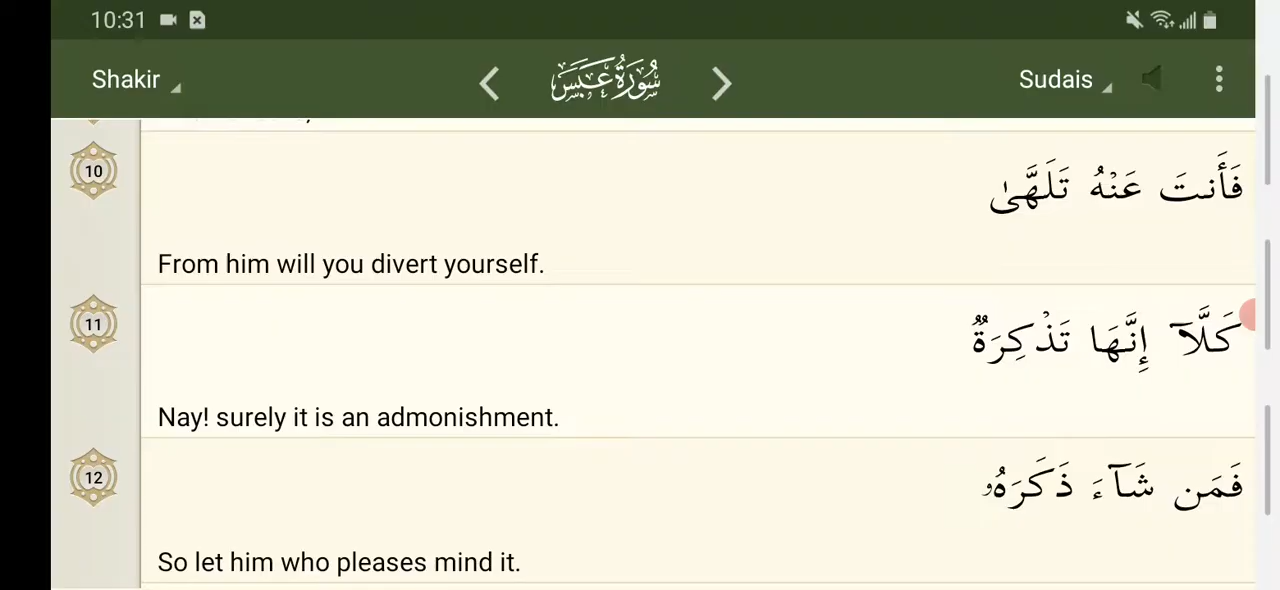 10:31
Shakir
سُورَةُ عَبَسَ
Sudais
10
فَأَنتَ عَنْهُ تَلَهَّىٰ
From him will you divert yourself.
11
كَلَّآ إِنَّهَا تَذْكِرَةٌ
Nay! surely it is an admonishment.
12
فَمَن شَآءَ ذَكَرَهُۥ
So let him who pleases mind it.